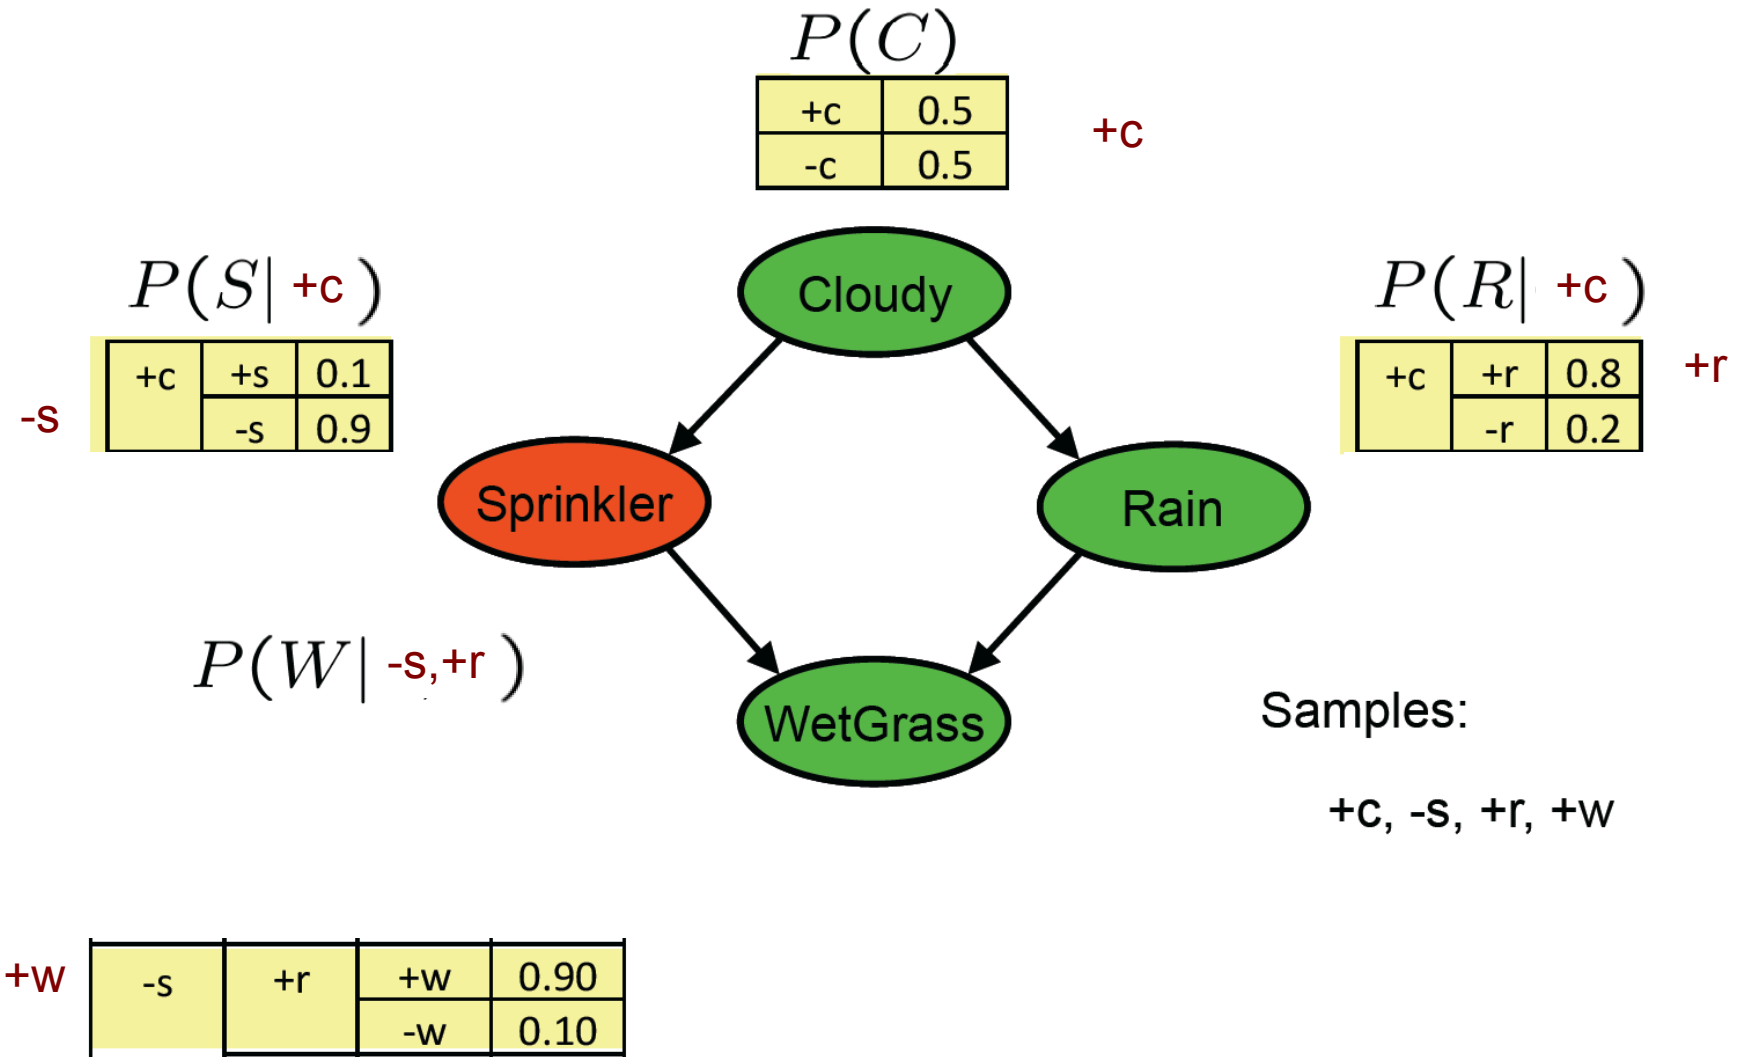 P(C)
+c 0.5
-c 0.5
+c
P(S| +c )
+c +s 0.1
-s 0.9
-s
Cloudy
P(R| +c )
+c +r 0.8
-r 0.2
+r
Sprinkler
Rain
P(W| -s,+r )
WetGrass
Samples:
+c, -s, +r, +w
+w
-s +r +w 0.90
-w 0.10